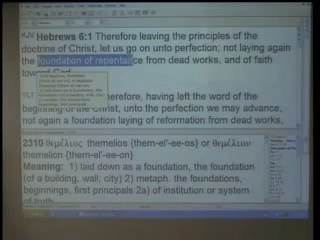 KJV Hebrews 6:1 Therefore leaving the principles of the
doctrine of Christ, let us go on unto perfection; not laying again
the foundation of repentance from dead works, and of faith
toward God.
YLT herefore, having left the word of the
beginning of the Christ, unto the perfection we may advance,
not again a foundation laying of reformation from dead works,
2310 θεμέλιος themelios {them-el'-ee-os} or θεμέλιον
themelion {them-el'-ee-on}
Meaning: 1) laid down as a foundation, the foundation
(of a building, wall, city) 2) metaph. the foundations,
beginnings, first principals 2a) of institution or system
of truth